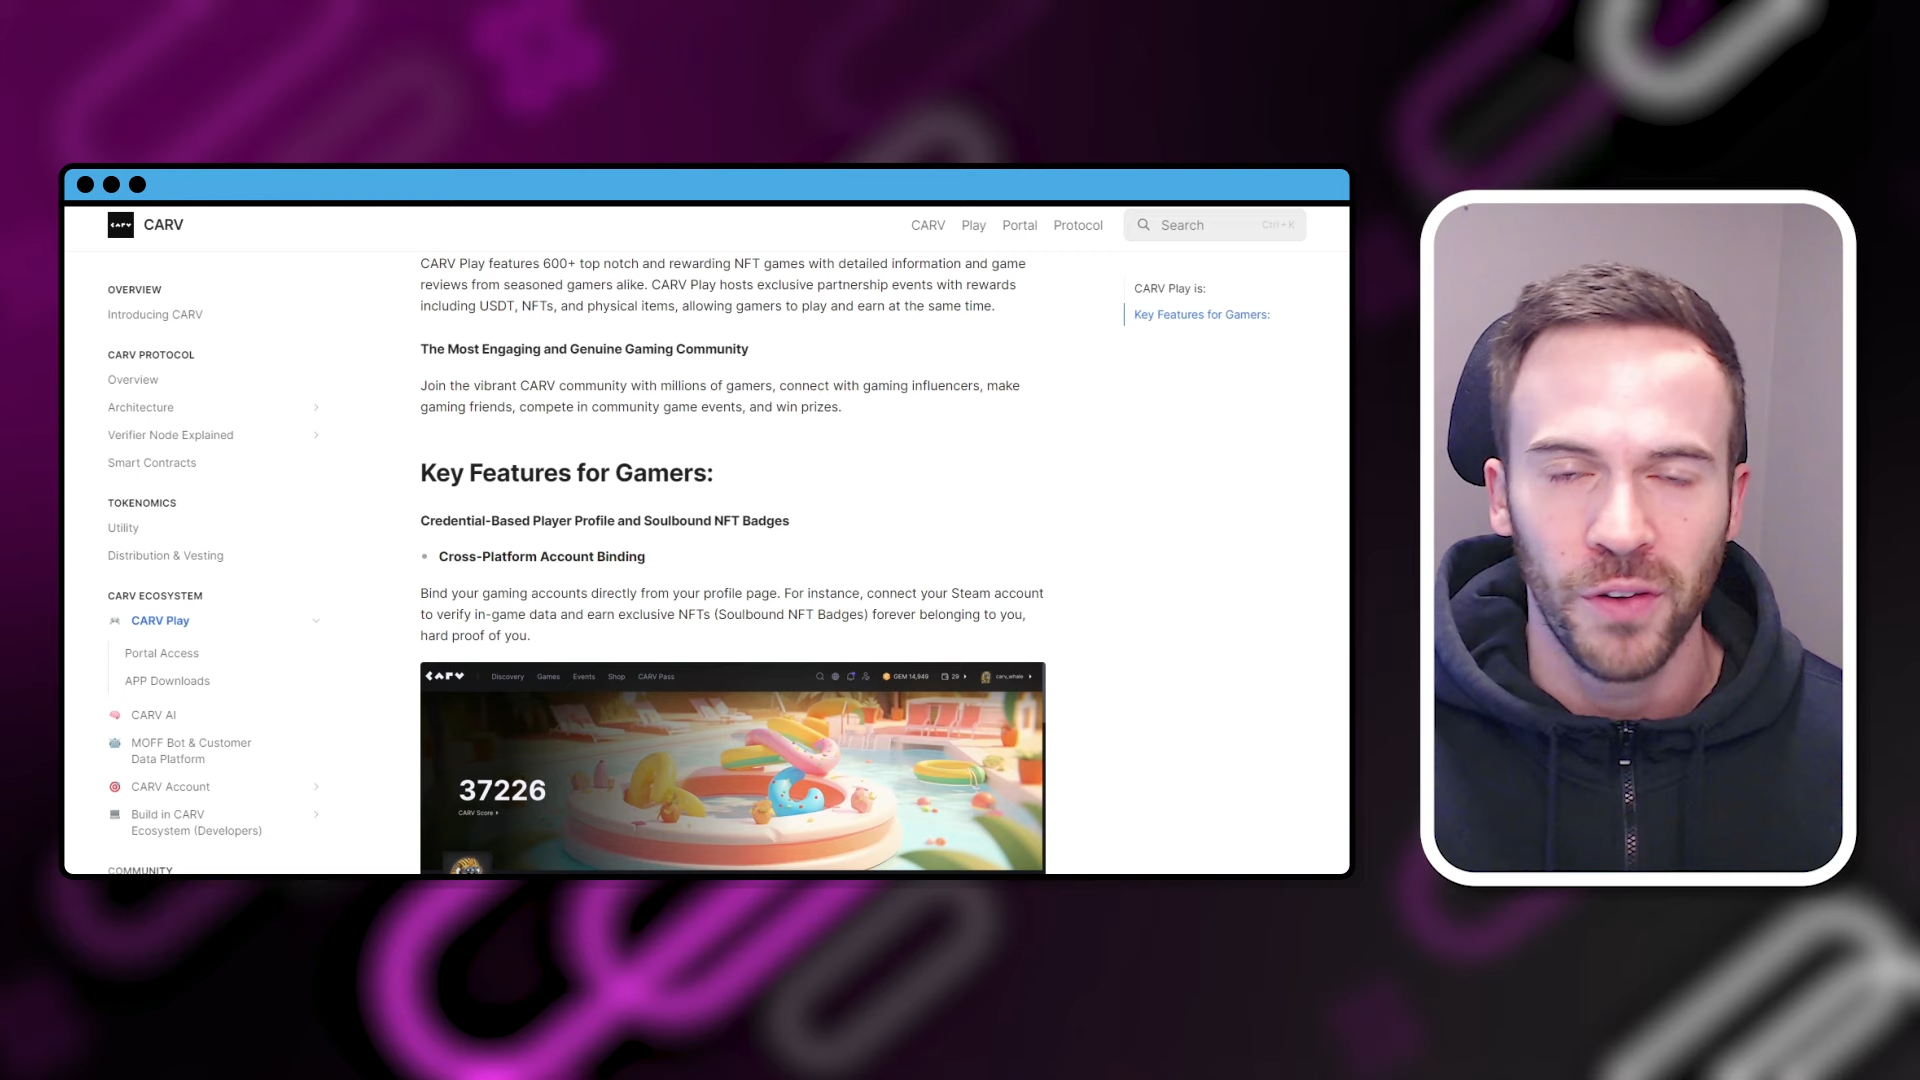 CARV
CARV
CARV Play Portal Protocol
Search Ctrl + K
OVERVIEW
Introducing CARV
CARV PROTOCOL
Overview
Architecture
Verifier Node Explained
Smart Contracts
TOKENOMICS
Utility
Distribution & Vesting
CARV ECOSYSTEM
CARV Play
Portal Access
APP Downloads
CARV AI
MOFF Bot & Customer
Data Platform
CARV Account
Build in CARV
Ecosystem (Developers)
COMMUNITY
CARV Play features 600+ top notch and rewarding NFT games with detailed information and game
reviews from seasoned gamers alike. CARV Play hosts exclusive partnership events with rewards
including USDT, NFTs, and physical items, allowing gamers to play and earn at the same time.
The Most Engaging and Genuine Gaming Community
Join the vibrant CARV community with millions of gamers, connect with gaming influencers, make
gaming friends, compete in community game events, and win prizes.
Key Features for Gamers:
Credential-Based Player Profile and Soulbound NFT Badges
• Cross-Platform Account Binding
Bind your gaming accounts directly from your profile page. For instance, connect your Steam account
to verify in-game data and earn exclusive NFTs (Soulbound NFT Badges) forever belonging to you,
hard proof of you.
CARV Discovery Games Events Shop CARV Pass GEM 14,949 29 carv_whale
37226
CARV Score
CARV Play is:
Key Features for Gamers: